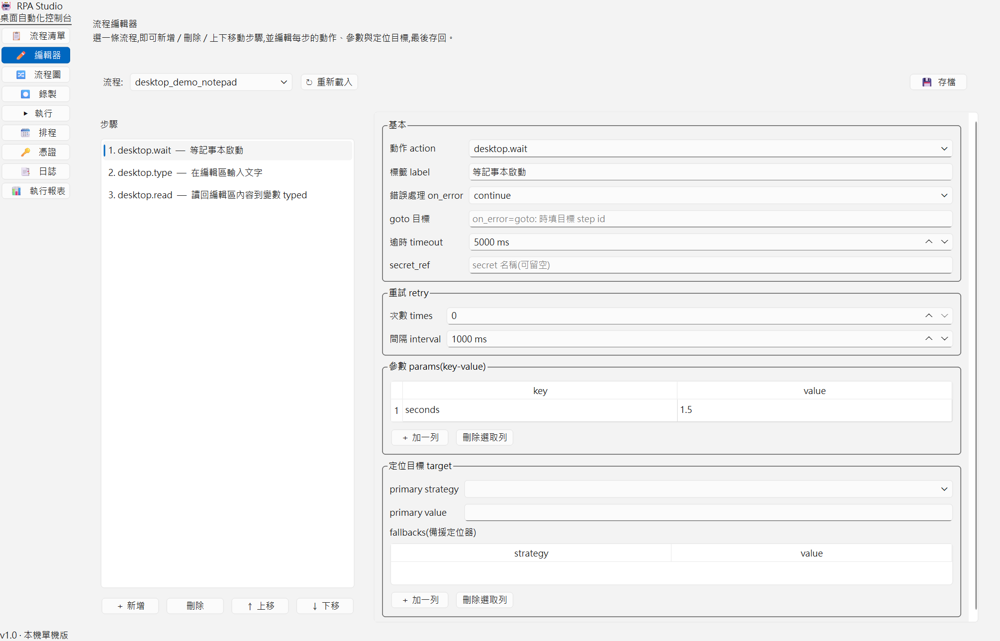 RPA Studio
桌面自動化控制台
流程清單
編輯器
流程圖
錄製
執行
排程
憑證
日誌
執行報表
v1.0 · 本機單機版
流程編輯器
選一條流程,即可新增 / 刪除 / 上下移動步驟,並編輯每步的動作、參數與定位目標,最後存回。
流程: desktop_demo_notepad ↻ 重新載入 存檔
步驟
1. desktop.wait — 等記事本啟動
2. desktop.type — 在編輯區輸入文字
3. desktop.read — 讀回編輯區內容到變數 typed
+ 新增 刪除 ↑ 上移 ↓ 下移
基本
動作 action desktop.wait
標籤 label 等記事本啟動
錯誤處理 on_error continue
goto 目標 on_error=goto: 時填目標 step id
逾時 timeout 5000 ms
secret_ref secret 名稱(可留空)
重試 retry
次數 times 0
間隔 interval 1000 ms
參數 params(key-value)
key value
1 seconds 1.5
+ 加一列 刪除選取列
定位目標 target
primary strategy
primary value
fallbacks(備援定位器)
strategy value
+ 加一列 刪除選取列